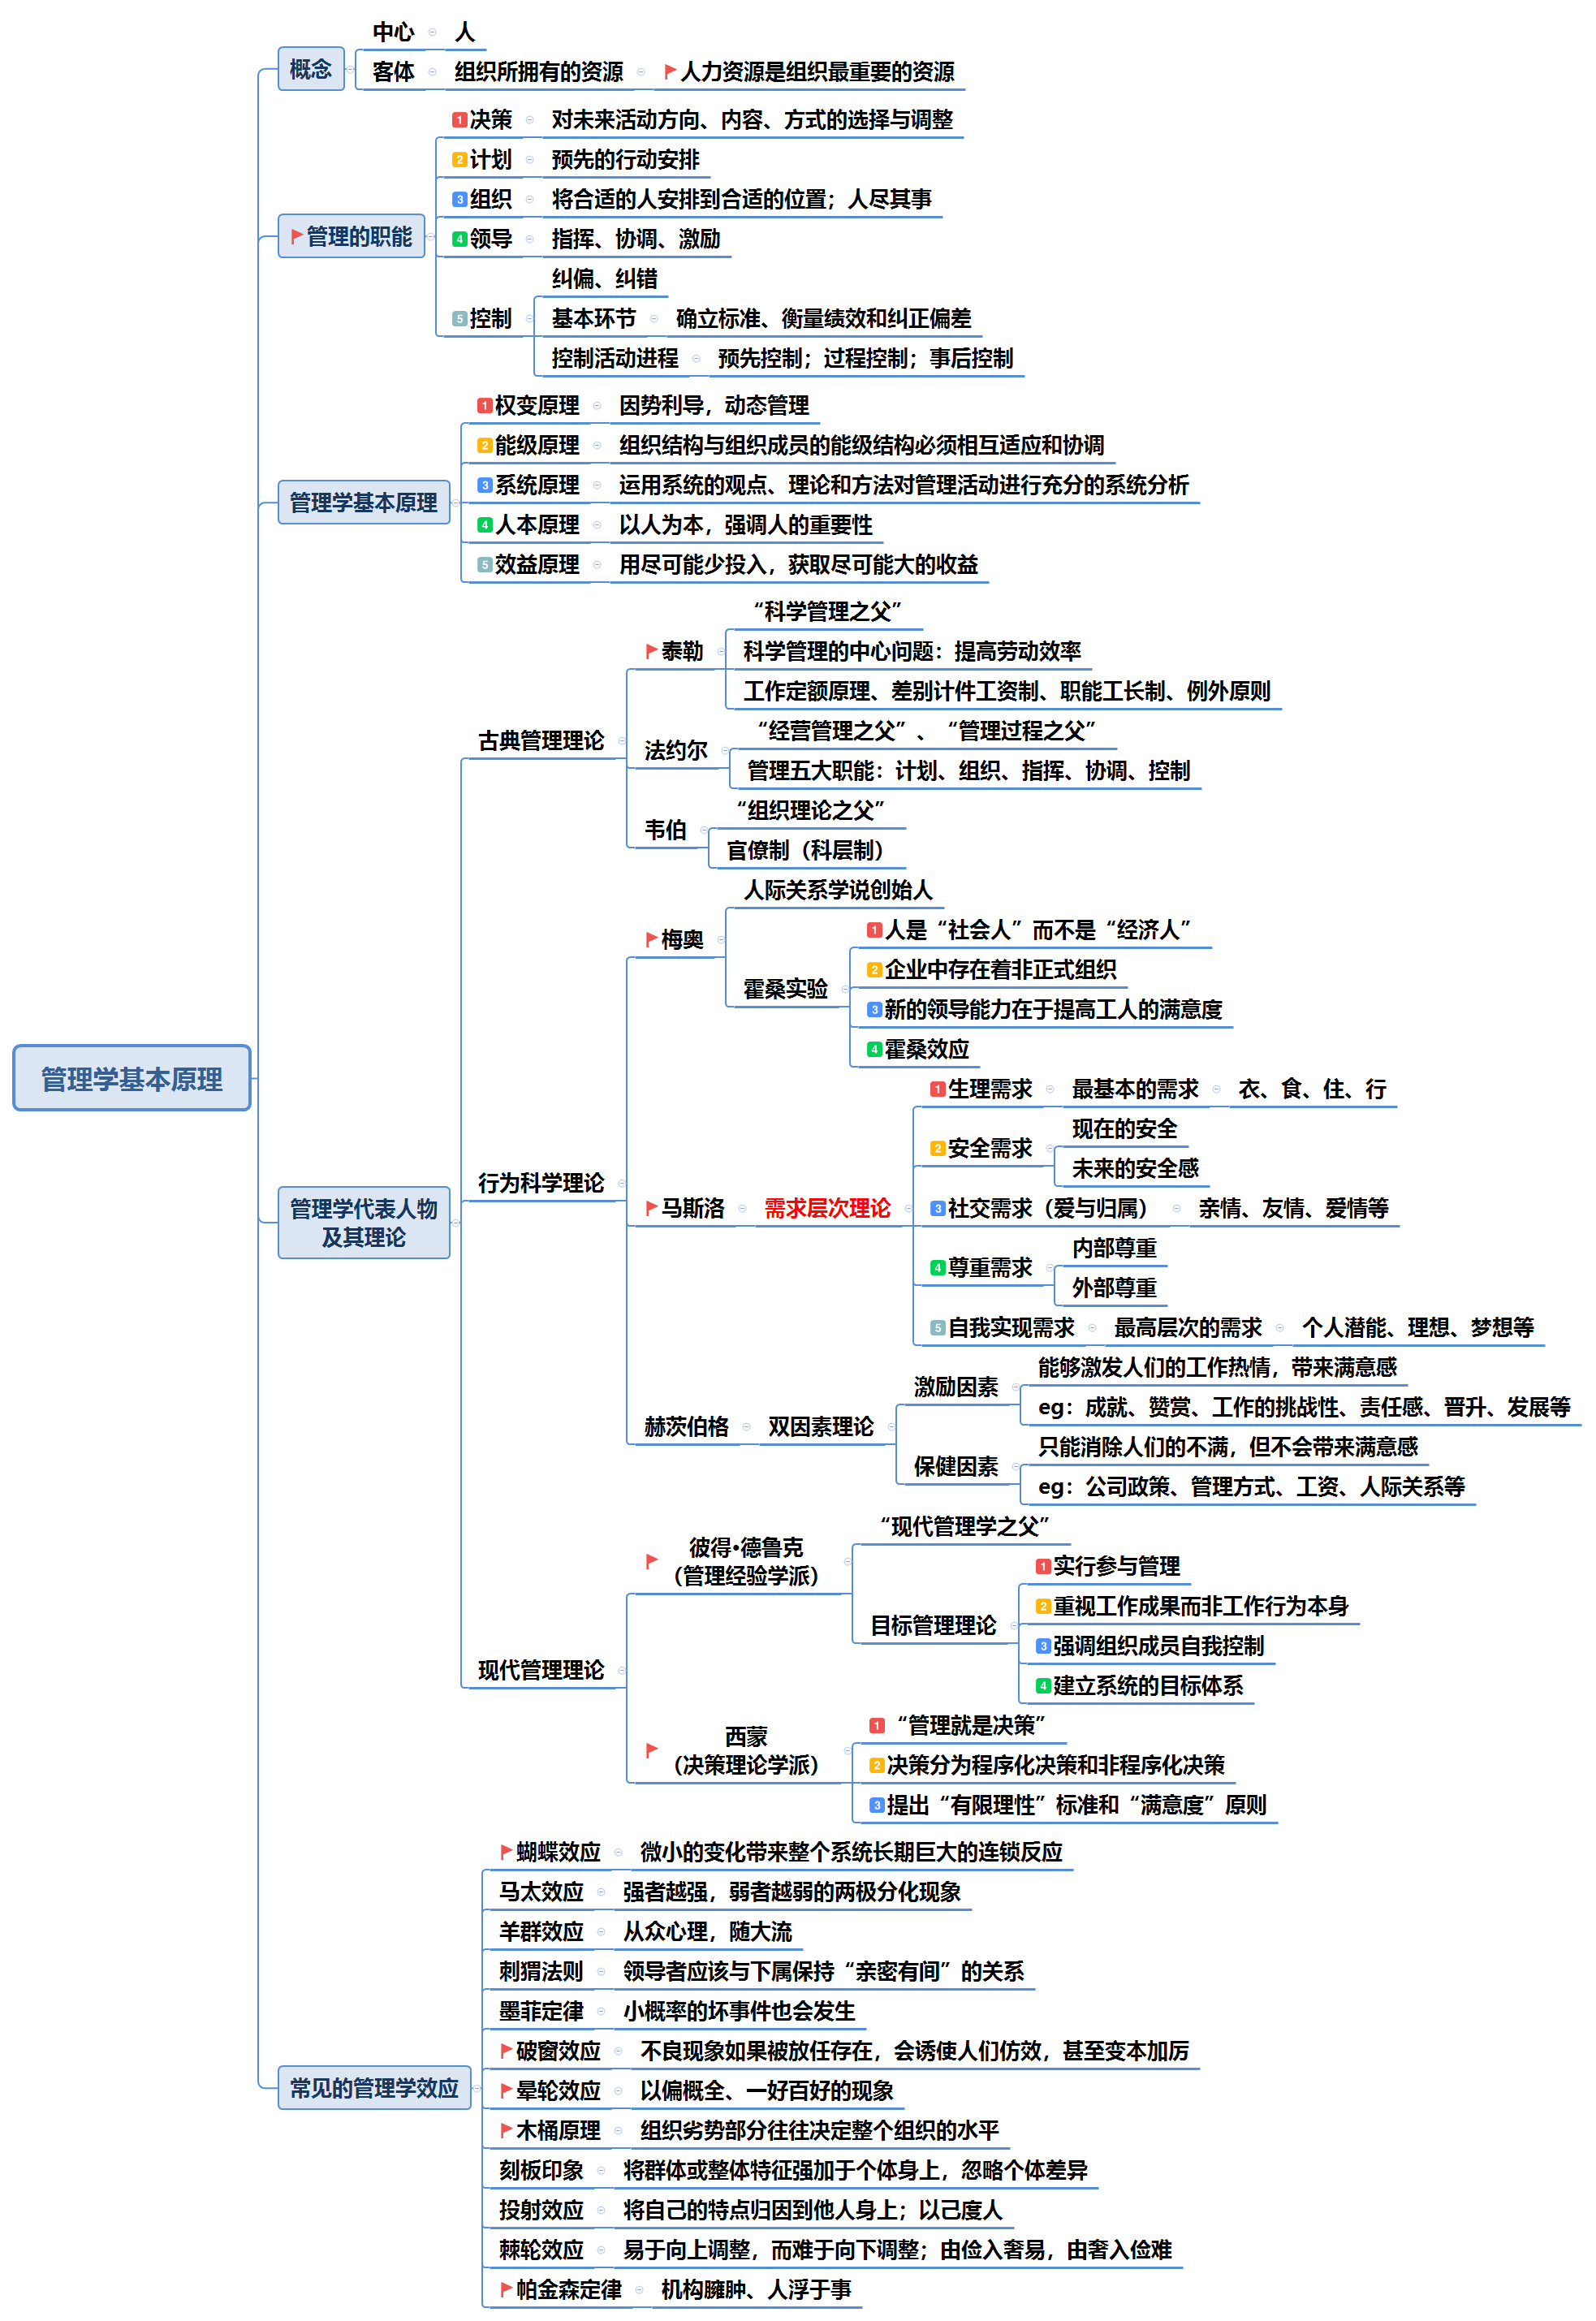 管理学基本原理
概念
中心
人
客体
组织所拥有的资源
人力资源是组织最重要的资源
管理的职能
1 决策
对未来活动方向、内容、方式的选择与调整
2 计划
预先的行动安排
3 组织
将合适的人安排到合适的位置；人尽其事
4 领导
指挥、协调、激励
5 控制
纠偏、纠错
基本环节
确立标准、衡量绩效和纠正偏差
控制活动进程
预先控制；过程控制；事后控制
管理学基本原理
1 权变原理
因势利导，动态管理
2 能级原理
组织结构与组织成员的能级结构必须相互适应和协调
3 系统原理
运用系统的观点、理论和方法对管理活动进行充分的系统分析
4 人本原理
以人为本，强调人的重要性
5 效益原理
用尽可能少投入，获取尽可能大的收益
管理学代表人物
及其理论
古典管理理论
泰勒
“科学管理之父”
科学管理的中心问题：提高劳动效率
工作定额原理、差别计件工资制、职能工长制、例外原则
法约尔
“经营管理之父”、“管理过程之父”
管理五大职能：计划、组织、指挥、协调、控制
韦伯
“组织理论之父”
官僚制（科层制）
行为科学理论
梅奥
人际关系学说创始人
霍桑实验
1 人是“社会人”而不是“经济人”
2 企业中存在着非正式组织
3 新的领导能力在于提高工人的满意度
4 霍桑效应
马斯洛
需求层次理论
1 生理需求
最基本的需求
衣、食、住、行
2 安全需求
现在的安全
未来的安全感
3 社交需求（爱与归属）
亲情、友情、爱情等
4 尊重需求
内部尊重
外部尊重
5 自我实现需求
最高层次的需求
个人潜能、理想、梦想等
赫茨伯格
双因素理论
激励因素
能够激发人们的工作热情，带来满意感
eg：成就、赞赏、工作的挑战性、责任感、晋升、发展等
保健因素
只能消除人们的不满，但不会带来满意感
eg：公司政策、管理方式、工资、人际关系等
现代管理理论
彼得•德鲁克
（管理经验学派）
“现代管理学之父”
目标管理理论
1 实行参与管理
2 重视工作成果而非工作行为本身
3 强调组织成员自我控制
4 建立系统的目标体系
西蒙
（决策理论学派）
1 “管理就是决策”
2 决策分为程序化决策和非程序化决策
3 提出“有限理性”标准和“满意度”原则
常见的管理学效应
蝴蝶效应
微小的变化带来整个系统长期巨大的连锁反应
马太效应
强者越强，弱者越弱的两极分化现象
羊群效应
从众心理，随大流
刺猬法则
领导者应该与下属保持“亲密有间”的关系
墨菲定律
小概率的坏事件也会发生
破窗效应
不良现象如果被放任存在，会诱使人们仿效，甚至变本加厉
晕轮效应
以偏概全、一好百好的现象
木桶原理
组织劣势部分往往决定整个组织的水平
刻板印象
将群体或整体特征强加于个体身上，忽略个体差异
投射效应
将自己的特点归因到他人身上；以己度人
棘轮效应
易于向上调整，而难于向下调整；由俭入奢易，由奢入俭难
帕金森定律
机构臃肿、人浮于事